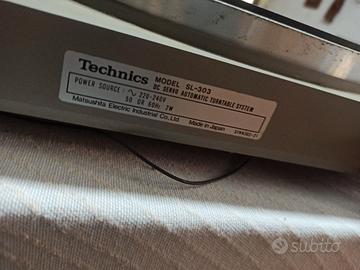 Technics MODEL SL-303
DC SERVO AUTOMATIC TURNTABLE SYSTEM
POWER SOURCE: ∿ 220-240V
50 OR 60Hz 7W
Matsushita Electric Industrial Co., Ltd.
Made in Japan
subito